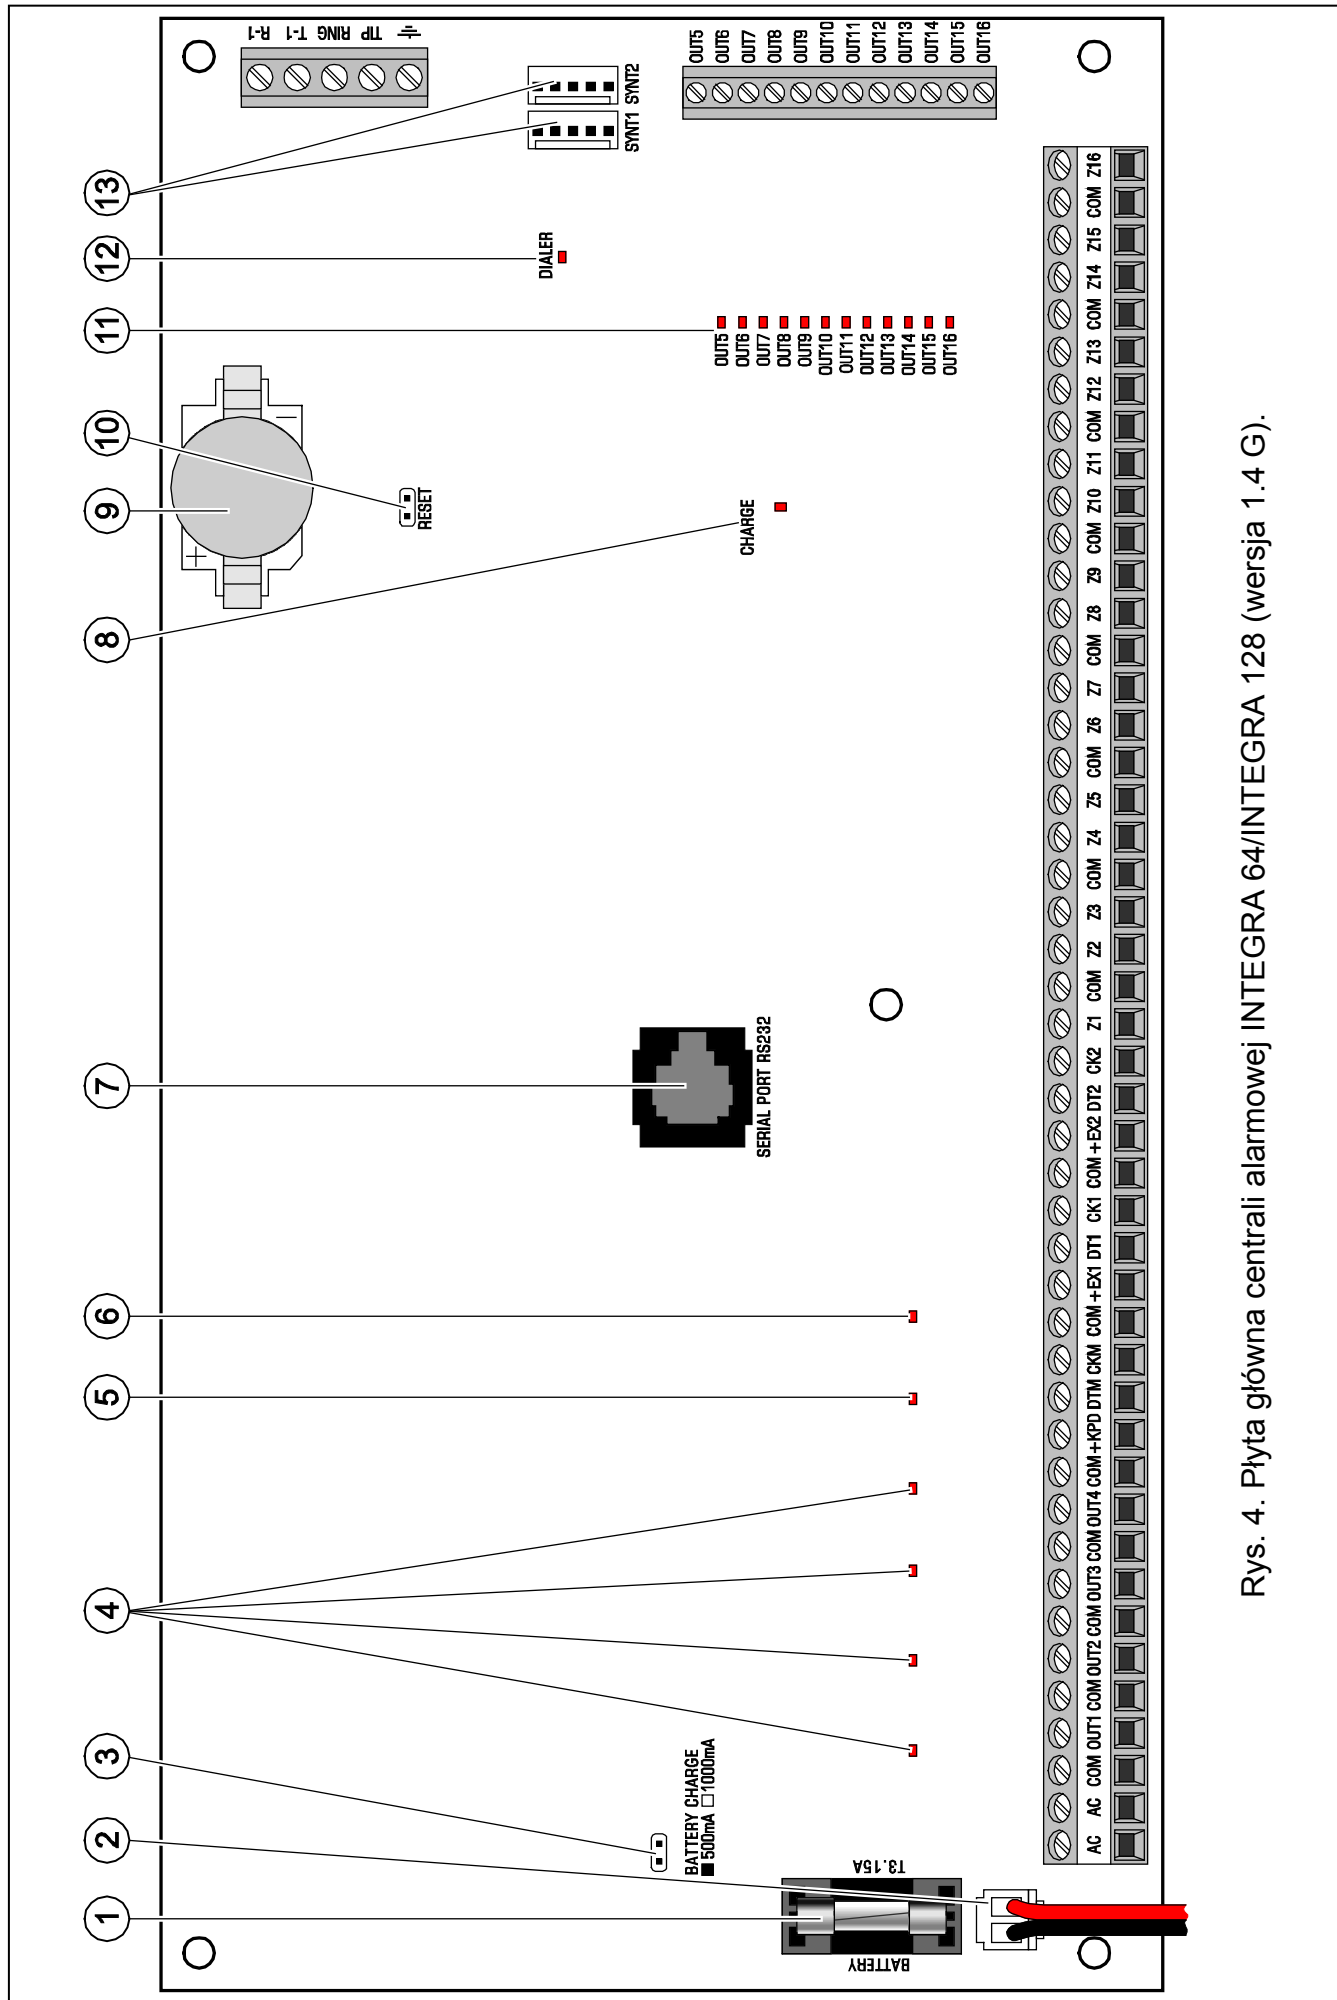 R-1 T-1 RING TIP
SYNT1
SYNT2
OUT5
OUT6
OUT7
OUT8
OUT9
OUT10
OUT11
OUT12
OUT13
OUT14
OUT15
OUT16
13
12
11
10
9
8
7
6
5
4
3
2
1
DIALER
OUT5
OUT6
OUT7
OUT8
OUT9
OUT10
OUT11
OUT12
OUT13
OUT14
OUT15
OUT16
+
−
RESET
CHARGE
SERIAL PORT RS232
BATTERY CHARGE
500mA 1000mA
T3.15A
BATTERY
AC AC COM OUT1 COM OUT2 COM OUT3 COM OUT4 COM +KPD DTM CKM COM +EX1 DT1 CK1 COM +EX2 DT2 CK2 Z1 COM Z2 Z3 COM Z4 Z5 COM Z6 Z7 COM Z8 Z9 COM Z10 Z11 COM Z12 Z13 COM Z14 Z15 COM Z16
Rys. 4. Płyta główna centrali alarmowej INTEGRA 64/INTEGRA 128 (wersja 1.4 G).